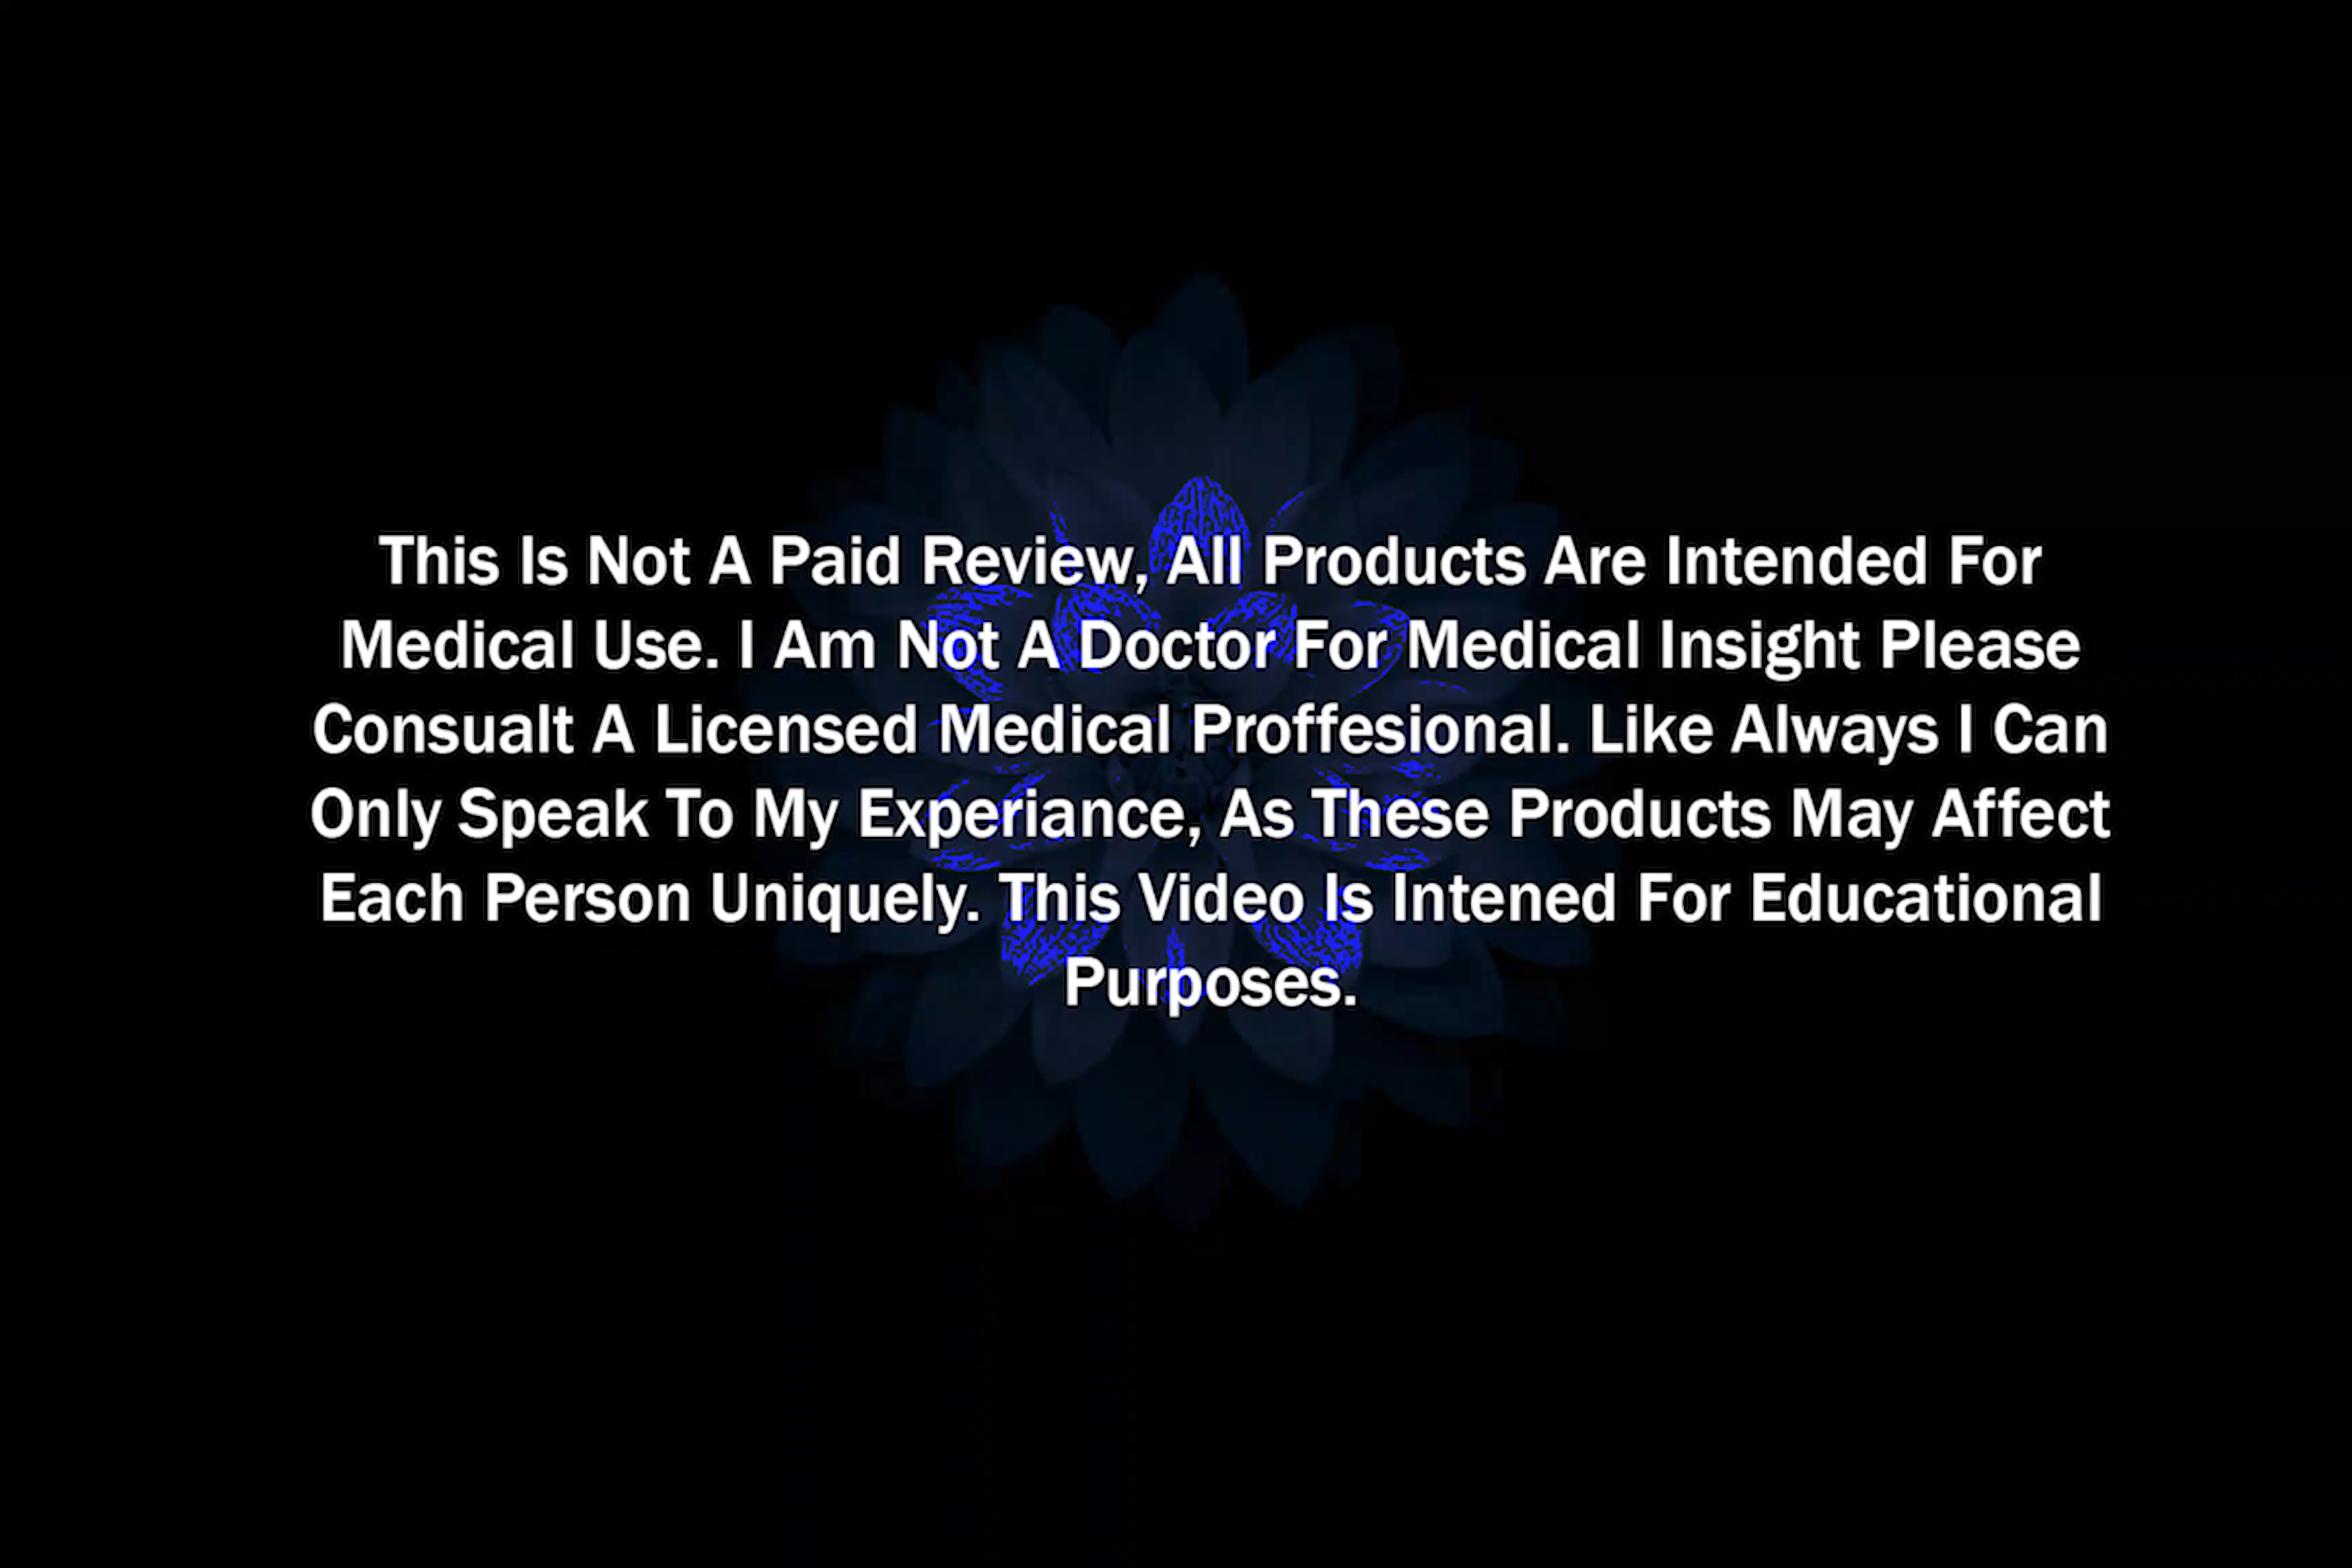 This Is Not A Paid Review, All Products Are Intended For
Medical Use. I Am Not A Doctor For Medical Insight Please
Consualt A Licensed Medical Proffesional. Like Always I Can
Only Speak To My Experiance, As These Products May Affect
Each Person Uniquely. This Video Is Intened For Educational
Purposes.